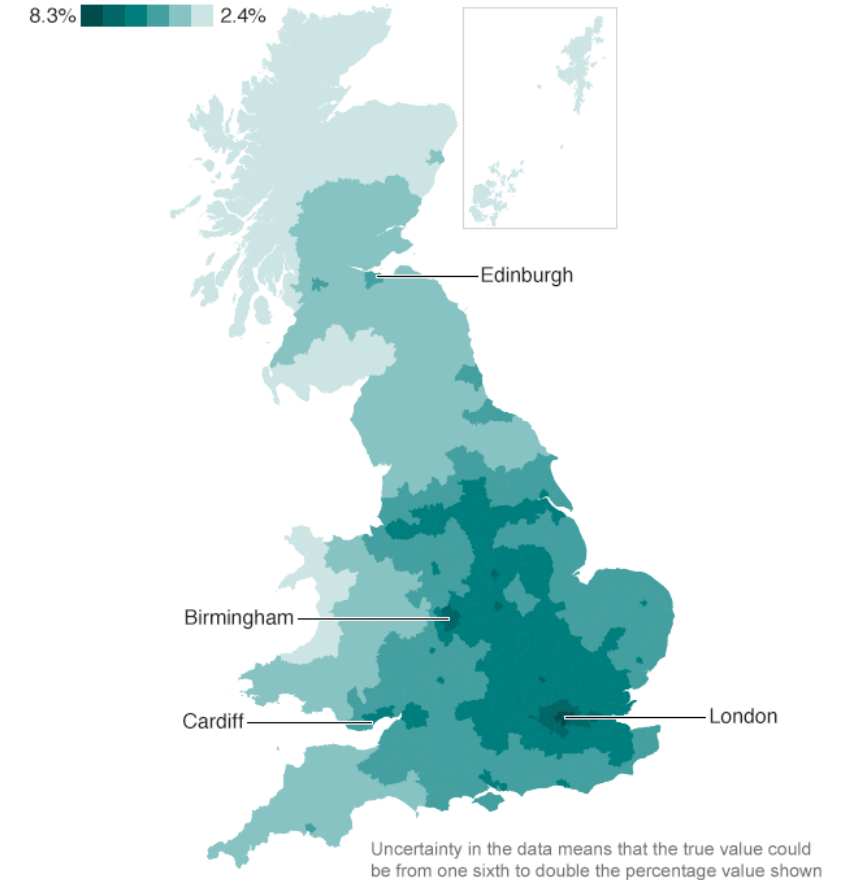 8.3% 2.4%
Edinburgh
Birmingham
London
Cardiff
Uncertainty in the data means that the true value could
be from one sixth to double the percentage value shown